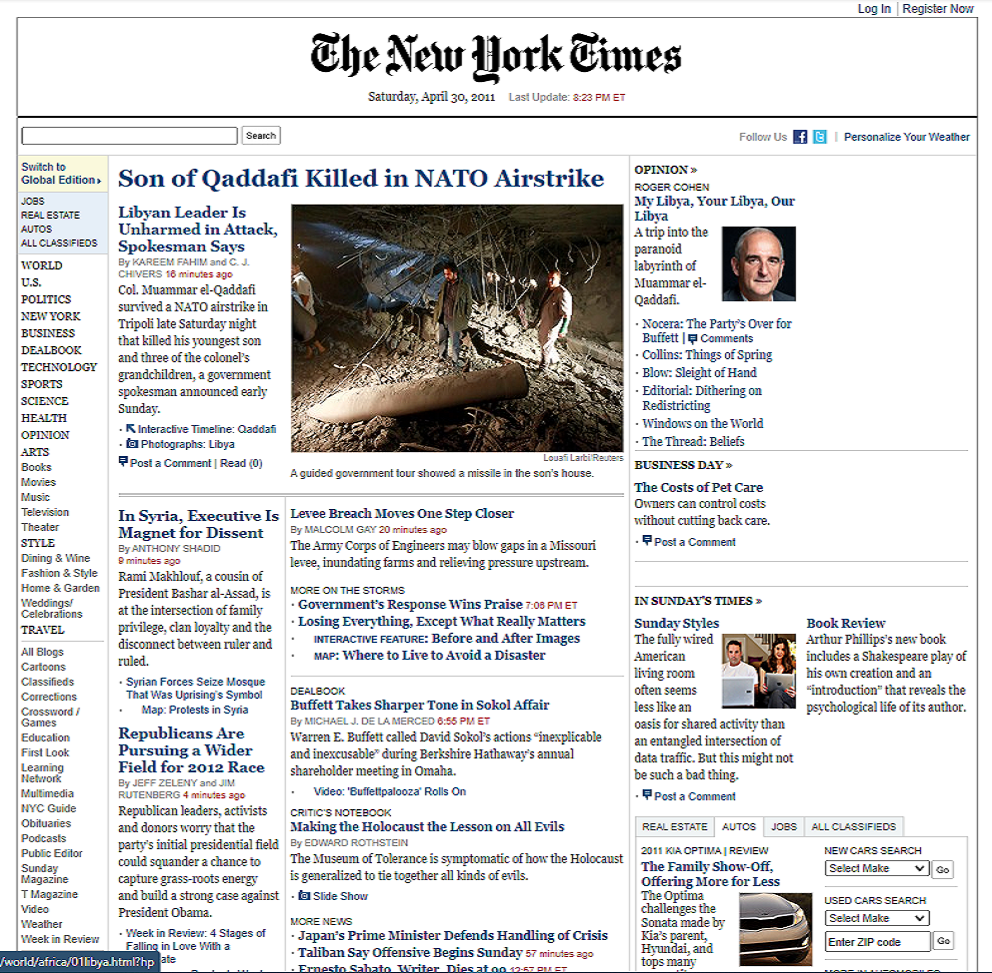 Log In | Register Now
The New York Times
Saturday, April 30, 2011 Last Update: 8:23 PM ET
Search
Follow Us | Personalize Your Weather
Switch to
Global Edition
JOBS
REAL ESTATE
AUTOS
ALL CLASSIFIEDS
WORLD
U.S.
POLITICS
NEW YORK
BUSINESS
DEALBOOK
TECHNOLOGY
SPORTS
SCIENCE
HEALTH
OPINION
ARTS
Books
Movies
Music
Television
Theater
STYLE
Dining & Wine
Fashion & Style
Home & Garden
Weddings/
Celebrations
TRAVEL
All Blogs
Cartoons
Classifieds
Corrections
Crossword /
Games
Education
First Look
Learning
Network
Multimedia
NYC Guide
Obituaries
Podcasts
Public Editor
Sunday
Magazine
T Magazine
Video
Weather
Week in Review
/world/africa/01libya.html?hp
Son of Qaddafi Killed in NATO Airstrike
Libyan Leader Is
Unharmed in Attack,
Spokesman Says
By KAREEM FAHIM and C. J.
CHIVERS 16 minutes ago
Col. Muammar el-Qaddafi
survived a NATO airstrike in
Tripoli late Saturday night
that killed his youngest son
and three of the colonel's
grandchildren, a government
spokesman announced early
Sunday.
· Interactive Timeline: Qaddafi
· Photographs: Libya
Post a Comment | Read (0)
Louafi Larbi/Reuters
A guided government tour showed a missile in the son's house.
In Syria, Executive Is
Magnet for Dissent
By ANTHONY SHADID
9 minutes ago
Rami Makhlouf, a cousin of
President Bashar al-Assad, is
at the intersection of family
privilege, clan loyalty and the
disconnect between ruler and
ruled.
· Syrian Forces Seize Mosque
That Was Uprising's Symbol
· Map: Protests in Syria
Republicans Are
Pursuing a Wider
Field for 2012 Race
By JEFF ZELENY and JIM
RUTENBERG 4 minutes ago
Republican leaders, activists
and donors worry that the
party's initial presidential field
could squander a chance to
capture grass-roots energy
and build a strong case against
President Obama.
· Week in Review: 4 Stages of
Falling in Love With a
Levee Breach Moves One Step Closer
By MALCOLM GAY 20 minutes ago
The Army Corps of Engineers may blow gaps in a Missouri
levee, inundating farms and relieving pressure upstream.
MORE ON THE STORMS
· Government's Response Wins Praise 7:08 PM ET
· Losing Everything, Except What Really Matters
· INTERACTIVE FEATURE: Before and After Images
· MAP: Where to Live to Avoid a Disaster
DEALBOOK
Buffett Takes Sharper Tone in Sokol Affair
By MICHAEL J. DE LA MERCED 6:55 PM ET
Warren E. Buffett called David Sokol's actions "inexplicable
and inexcusable" during Berkshire Hathaway's annual
shareholder meeting in Omaha.
· Video: 'Buffettpalooza' Rolls On
CRITIC'S NOTEBOOK
Making the Holocaust the Lesson on All Evils
By EDWARD ROTHSTEIN
The Museum of Tolerance is symptomatic of how the Holocaust
is generalized to tie together all kinds of evils.
· Slide Show
MORE NEWS
· Japan's Prime Minister Defends Handling of Crisis
· Taliban Say Offensive Begins Sunday 57 minutes ago
· Ernesto Sabato, Writer, Dies at 99 12:57 PM ET
OPINION »
ROGER COHEN
My Libya, Your Libya, Our
Libya
A trip into the
paranoid
labyrinth of
Muammar el-
Qaddafi.
· Nocera: The Party's Over for
Buffett | Comments
· Collins: Things of Spring
· Blow: Sleight of Hand
· Editorial: Dithering on
Redistricting
· Windows on the World
· The Thread: Beliefs
BUSINESS DAY »
The Costs of Pet Care
Owners can control costs
without cutting back care.
· Post a Comment
IN SUNDAY'S TIMES »
Sunday Styles
The fully wired
American
living room
often seems
less like an
oasis for shared activity than
an entangled intersection of
data traffic. But this might not
be such a bad thing.
· Post a Comment
Book Review
Arthur Phillips's new book
includes a Shakespeare play of
his own creation and an
"introduction" that reveals the
psychological life of its author.
REAL ESTATE AUTOS JOBS ALL CLASSIFIEDS
2011 KIA OPTIMA | REVIEW
The Family Show-Off,
Offering More for Less
The Optima
challenges the
Sonata made by
Kia's parent,
Hyundai, and
tops many
NEW CARS SEARCH
Select Make Go
USED CARS SEARCH
Select Make
Enter ZIP code Go
MORE IN AUTOMOBILES